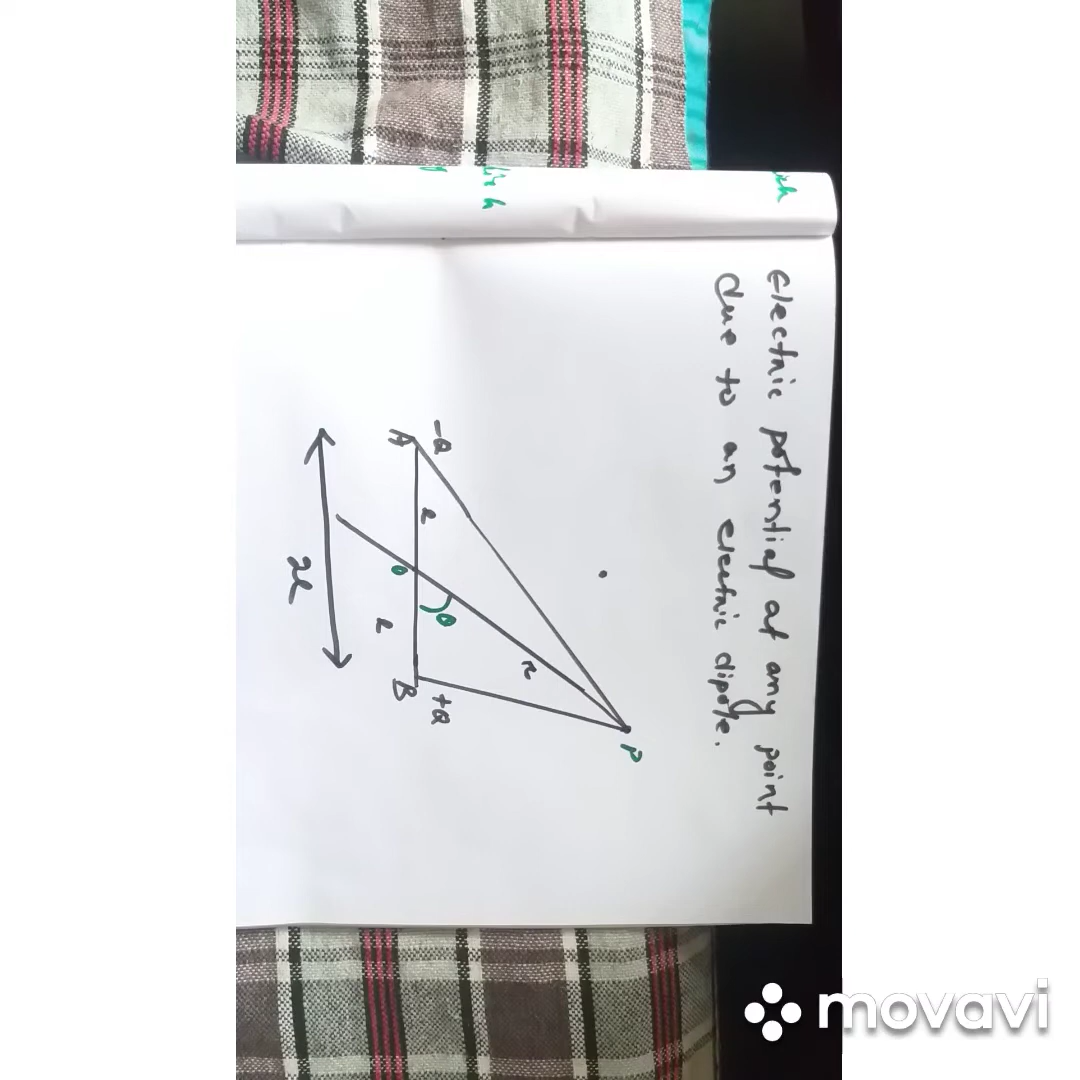 Electric potential at any point
due to an electric dipole.
P
r
θ
-Q
+Q
A
l
O
l
B
2l
movavi